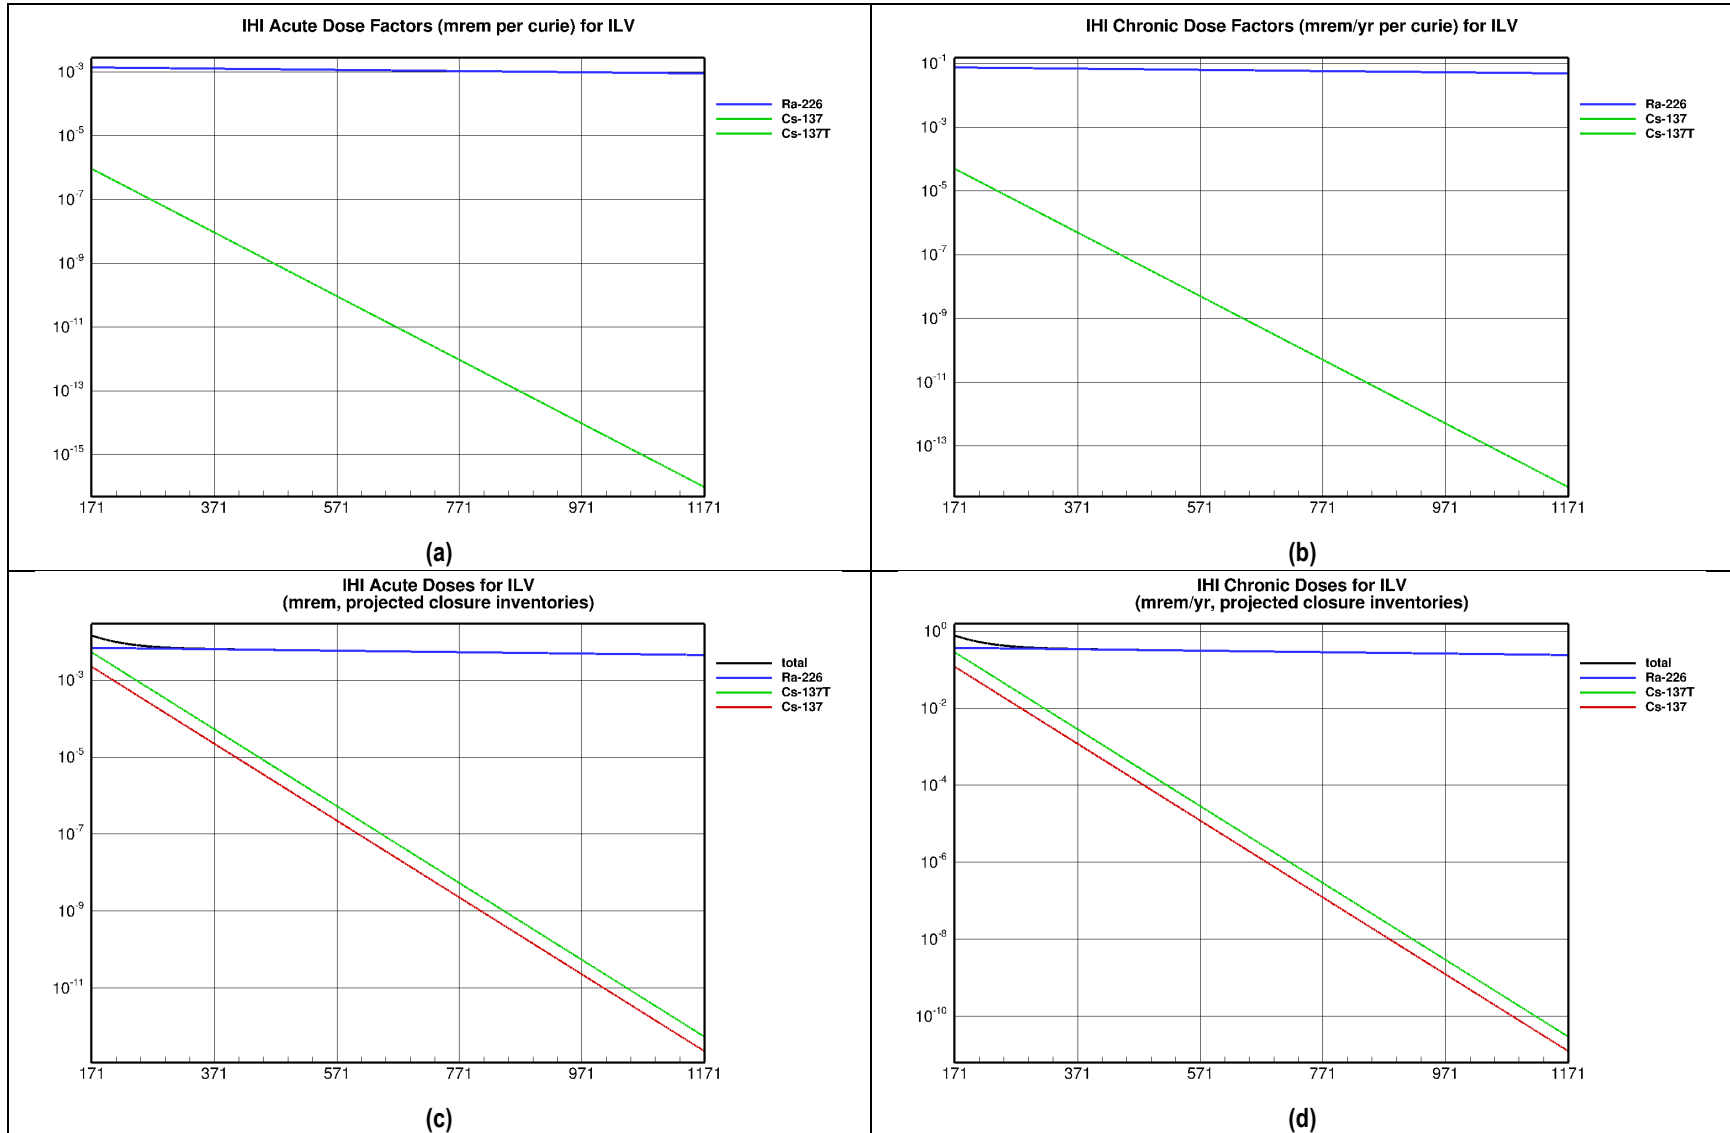 IHI Acute Dose Factors (mrem per curie) for ILV
10-3
10-5
10-7
10-9
10-11
10-13
10-15
171 371 571 771 971 1171
Ra-226
Cs-137
Cs-137T
(a)
IHI Chronic Dose Factors (mrem/yr per curie) for ILV
10-1
10-3
10-5
10-7
10-9
10-11
10-13
171 371 571 771 971 1171
Ra-226
Cs-137
Cs-137T
(b)
IHI Acute Doses for ILV
(mrem, projected closure inventories)
10-3
10-5
10-7
10-9
10-11
171 371 571 771 971 1171
total
Ra-226
Cs-137T
Cs-137
(c)
IHI Chronic Doses for ILV
(mrem/yr, projected closure inventories)
100
10-2
10-4
10-6
10-8
10-10
171 371 571 771 971 1171
total
Ra-226
Cs-137T
Cs-137
(d)